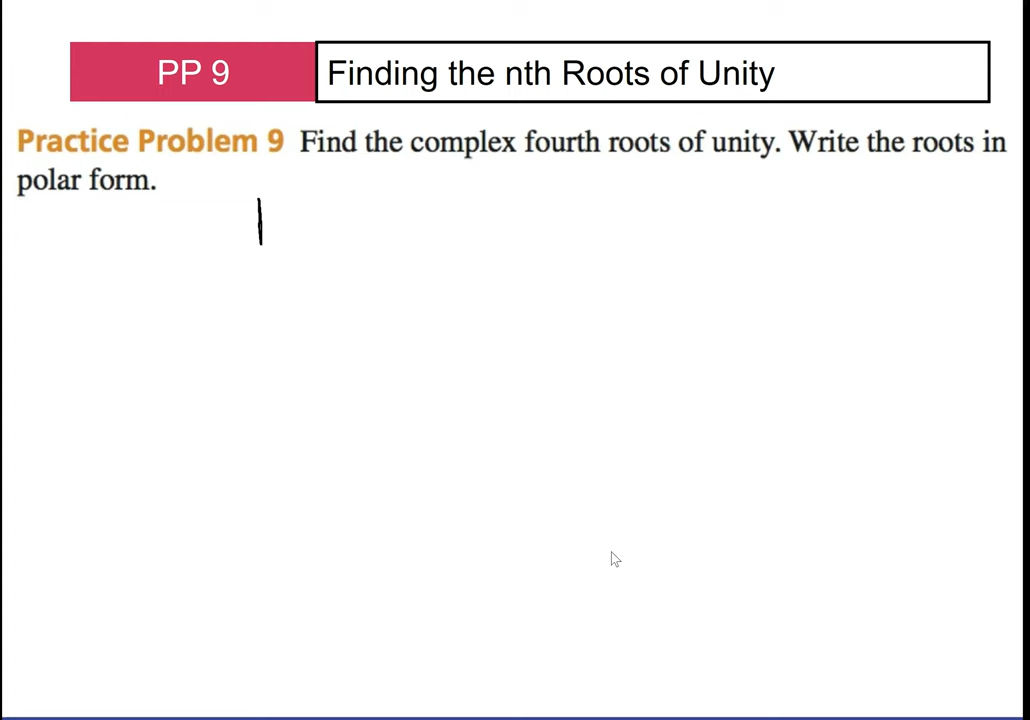 PP 9
Finding the nth Roots of Unity
Practice Problem 9 Find the complex fourth roots of unity. Write the roots in
polar form.
1